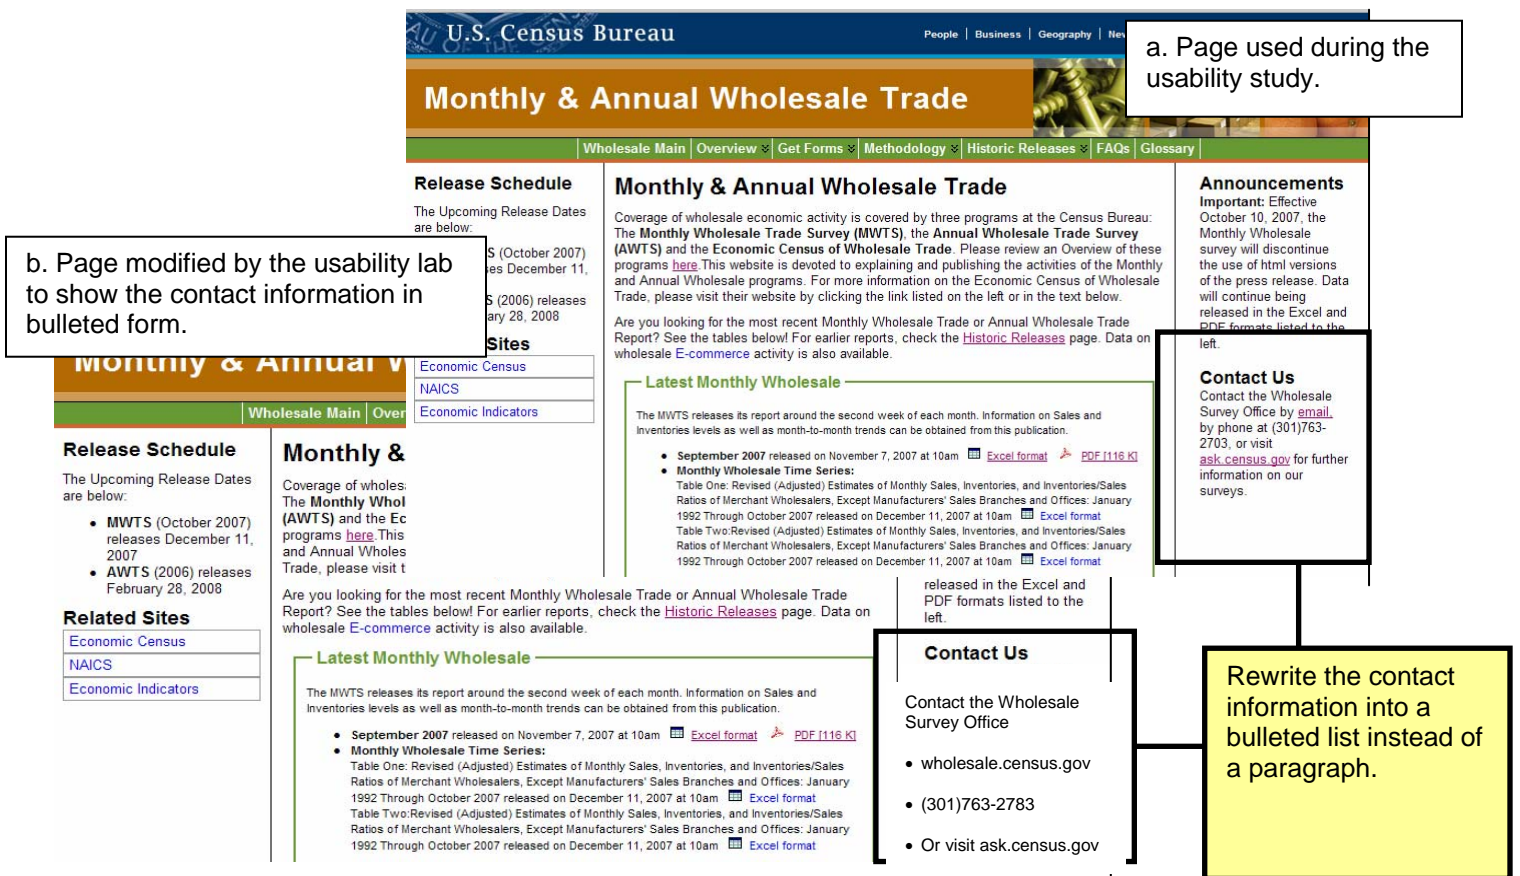 U.S. Census Bureau
People | Business | Geography |
a. Page used during the
usability study.
Monthly & Annual Wholesale Trade
Wholesale Main | Overview | Get Forms | Methodology | Historic Releases | FAQs | Glossary
Release Schedule
The Upcoming Release Dates
are below:
S (October 2007)
es December 11,
S (2006) releases
ary 28, 2008
Sites
Economic Census
NAICS
Economic Indicators
Monthly & Annual Wholesale Trade
Coverage of wholesale economic activity is covered by three programs at the Census Bureau:
The Monthly Wholesale Trade Survey (MWTS), the Annual Wholesale Trade Survey
(AWTS) and the Economic Census of Wholesale Trade. Please review an Overview of these
programs here.This website is devoted to explaining and publishing the activities of the Monthly
and Annual Wholesale programs. For more information on the Economic Census of Wholesale
Trade, please visit their website by clicking the link listed on the left or in the text below.
Are you looking for the most recent Monthly Wholesale Trade or Annual Wholesale Trade
Report? See the tables below! For earlier reports, check the Historic Releases page. Data on
wholesale E-commerce activity is also available.
Latest Monthly Wholesale
The MWTS releases its report around the second week of each month. Information on Sales and
Inventories levels as well as month-to-month trends can be obtained from this publication.
• September 2007 released on November 7, 2007 at 10am Excel format PDF [116 K]
• Monthly Wholesale Time Series:
Table One: Revised (Adjusted) Estimates of Monthly Sales, Inventories, and Inventories/Sales
Ratios of Merchant Wholesalers, Except Manufacturers' Sales Branches and Offices: January
1992 Through October 2007 released on December 11, 2007 at 10am Excel format
Table Two:Revised (Adjusted) Estimates of Monthly Sales, Inventories, and Inventories/Sales
Ratios of Merchant Wholesalers, Except Manufacturers' Sales Branches and Offices: January
1992 Through October 2007 released on December 11, 2007 at 10am Excel format
Announcements
Important: Effective
October 10, 2007, the
Monthly Wholesale
survey will discontinue
the use of html versions
of the press release. Data
will continue being
released in the Excel and
PDF formats listed to the
left.
Contact Us
Contact the Wholesale
Survey Office by email,
by phone at (301)763-
2703, or visit
ask.census.gov for further
information on our
surveys.
b. Page modified by the usability lab
to show the contact information in
bulleted form.
Monthly & Annual W
Wholesale Main | Over
Release Schedule
The Upcoming Release Dates
are below:
• MWTS (October 2007)
releases December 11,
2007
• AWTS (2006) releases
February 28, 2008
Related Sites
Economic Census
NAICS
Economic Indicators
Monthly &
Coverage of wholes
The Monthly Whol
(AWTS) and the Ec
programs here.This
and Annual Wholes
Trade, please visit t
Are you looking for the most recent Monthly Wholesale Trade or Annual Wholesale Trade
Report? See the tables below! For earlier reports, check the Historic Releases page. Data on
wholesale E-commerce activity is also available.
Latest Monthly Wholesale
The MWTS releases its report around the second week of each month. Information on Sales and
Inventories levels as well as month-to-month trends can be obtained from this publication.
• September 2007 released on November 7, 2007 at 10am Excel format PDF [116 K]
• Monthly Wholesale Time Series:
Table One: Revised (Adjusted) Estimates of Monthly Sales, Inventories, and Inventories/Sales
Ratios of Merchant Wholesalers, Except Manufacturers' Sales Branches and Offices: January
1992 Through October 2007 released on December 11, 2007 at 10am Excel format
Table Two:Revised (Adjusted) Estimates of Monthly Sales, Inventories, and Inventories/Sales
Ratios of Merchant Wholesalers, Except Manufacturers' Sales Branches and Offices: January
1992 Through October 2007 released on December 11, 2007 at 10am Excel format
released in the Excel and
PDF formats listed to the
left.
Contact Us
Contact the Wholesale
Survey Office
• wholesale.census.gov
• (301)763-2783
• Or visit ask.census.gov
Rewrite the contact
information into a
bulleted list instead of
a paragraph.